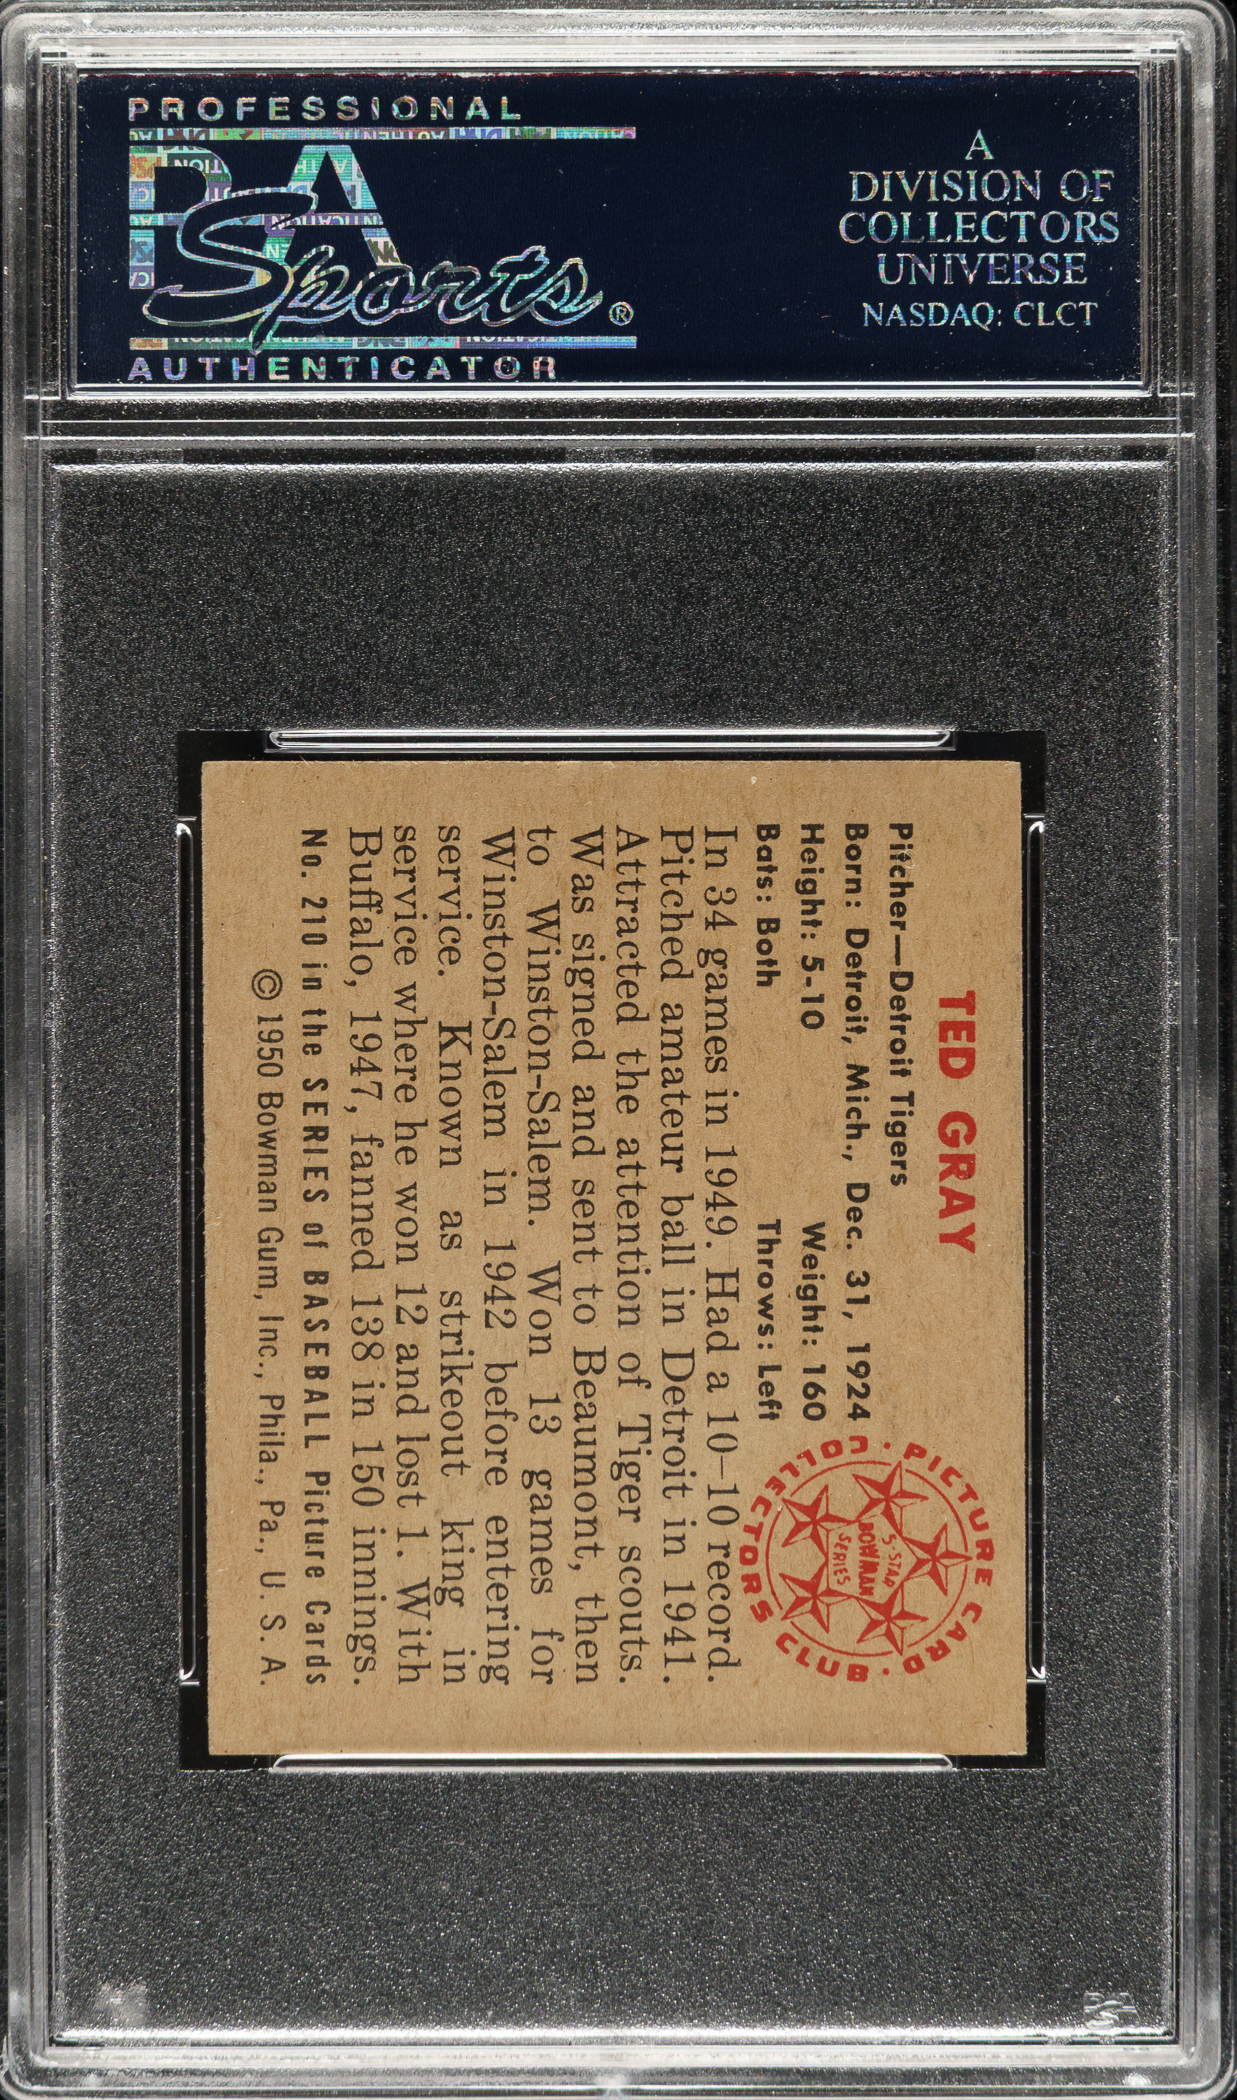 PROFESSIONAL
PSA
Sports®
AUTHENTICATOR
A
DIVISION OF
COLLECTORS
UNIVERSE
NASDAQ: CLCT
TED GRAY
Pitcher—Detroit Tigers
Born: Detroit, Mich., Dec. 31, 1924
Height: 5-10 Weight: 160
Bats: Both Throws: Left
PICTURE CARD · COLLECTORS CLUB ·
5-STAR
BOWMAN
SERIES
In 34 games in 1949. Had a 10–10 record.
Pitched amateur ball in Detroit in 1941.
Attracted the attention of Tiger scouts.
Was signed and sent to Beaumont, then
to Winston-Salem. Won 13 games for
Winston-Salem in 1942 before entering
service. Known as strikeout king in
service where he won 12 and lost 1. With
Buffalo, 1947, fanned 138 in 150 innings.
No. 210 in the SERIES of BASEBALL Picture Cards
© 1950 Bowman Gum, Inc., Phila., Pa., U. S. A.